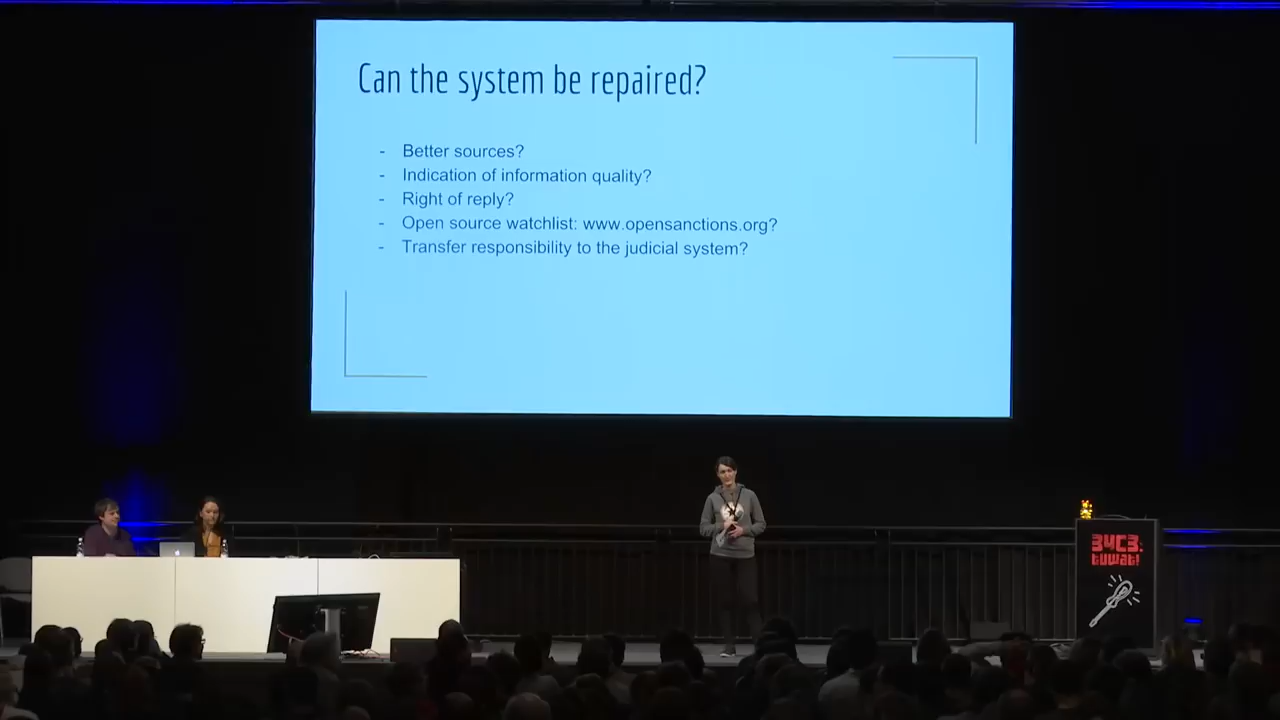 Can the system be repaired?
- Better sources?
- Indication of information quality?
- Right of reply?
- Open source watchlist: www.opensanctions.org?
- Transfer responsibility to the judicial system?
34C3.
tuwat!